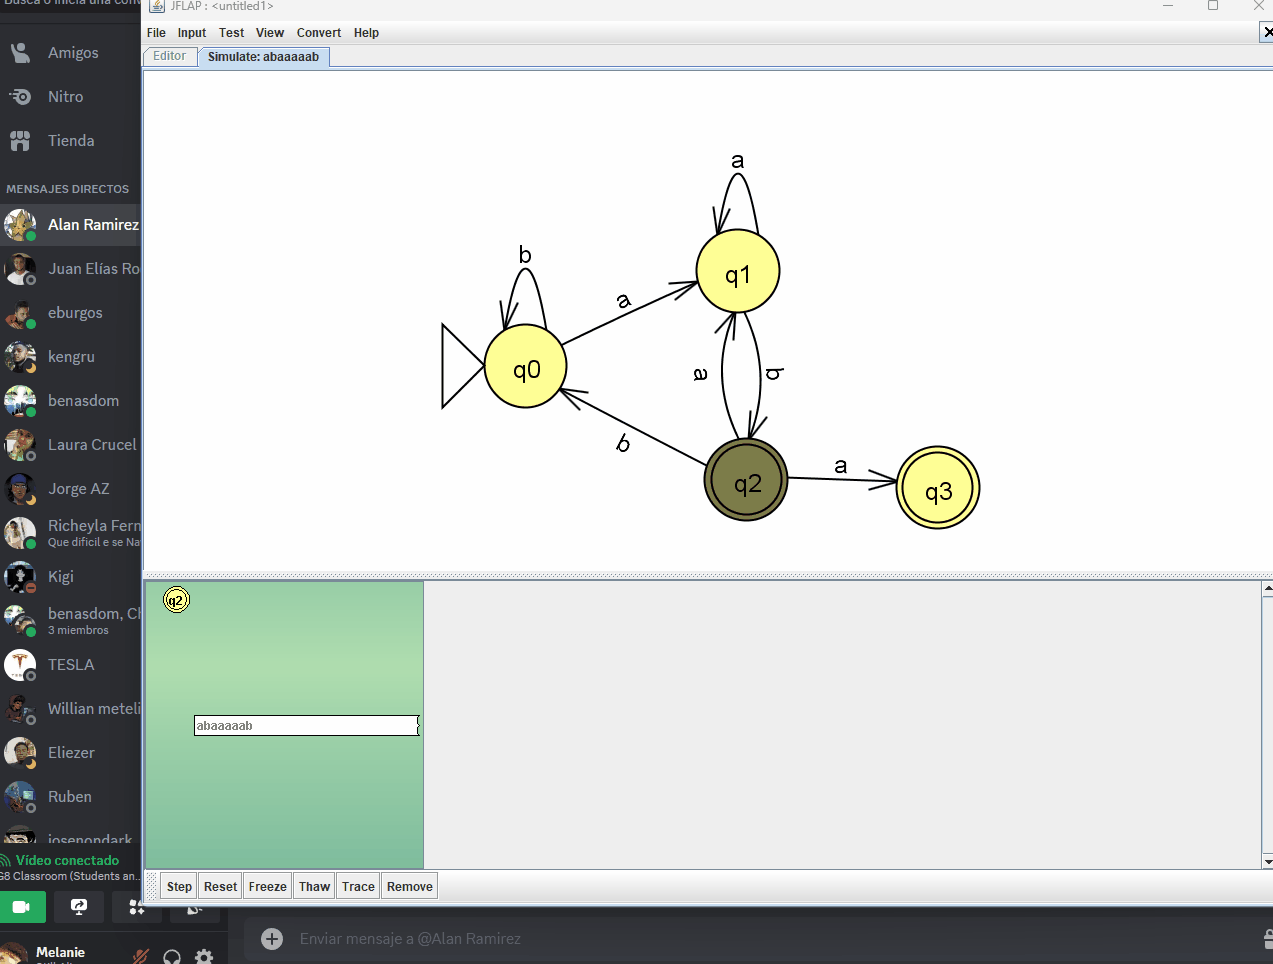 Busca o inicia una conv
JFLAP : <untitled1>
File Input Test View Convert Help
Editor
Simulate: abaaaaab
Amigos
Nitro
Tienda
MENSAJES DIRECTOS
Alan Ramirez
Juan Elías Ro
eburgos
kengru
benasdom
Laura Crucel
Jorge AZ
Richeyla Fern
Que dificil e se Na
Kigi
benasdom, Ch
3 miembros
TESLA
Willian meteli
Eliezer
Ruben
josenondark
Vídeo conectado
G8 Classroom (Students an...
Melanie
a
b
q1
a
q0
a
b
b
q2
a
q3
q2
abaaaaab
Step Reset Freeze Thaw Trace Remove
Enviar mensaje a @Alan Ramirez